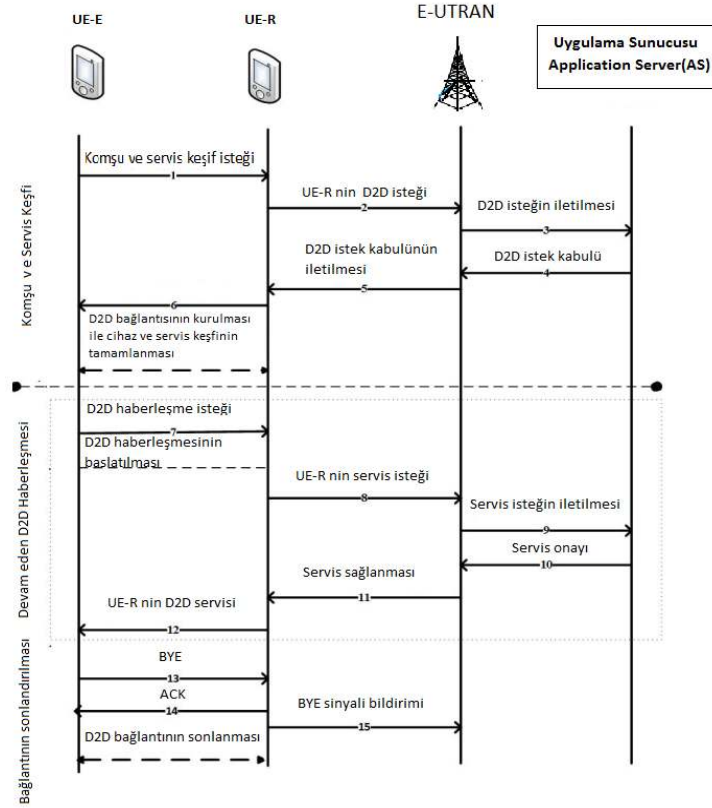 UE-E
UE-R
E-UTRAN
Uygulama Sunucusu
Application Server(AS)
Komşu v e Servis Keşfi
Komşu ve servis keşif isteği
1
UE-R nin D2D isteği
2
D2D isteğin iletilmesi
3
D2D istek kabulü
4
D2D istek kabulünün
iletilmesi
5
6
D2D bağlantısının kurulması
ile cihaz ve servis keşfinin
tamamlanması
Devam eden D2D Haberleşmesi
D2D haberleşme isteği
7
D2D haberleşmesinin
başlatılması
UE-R nin servis isteği
8
Servis isteğin iletilmesi
9
Servis onayı
10
Servis sağlanması
11
UE-R nin D2D servisi
12
Bağlantının sonlandırılması
BYE
13
ACK
14
BYE sinyali bildirimi
15
D2D bağlantının sonlanması